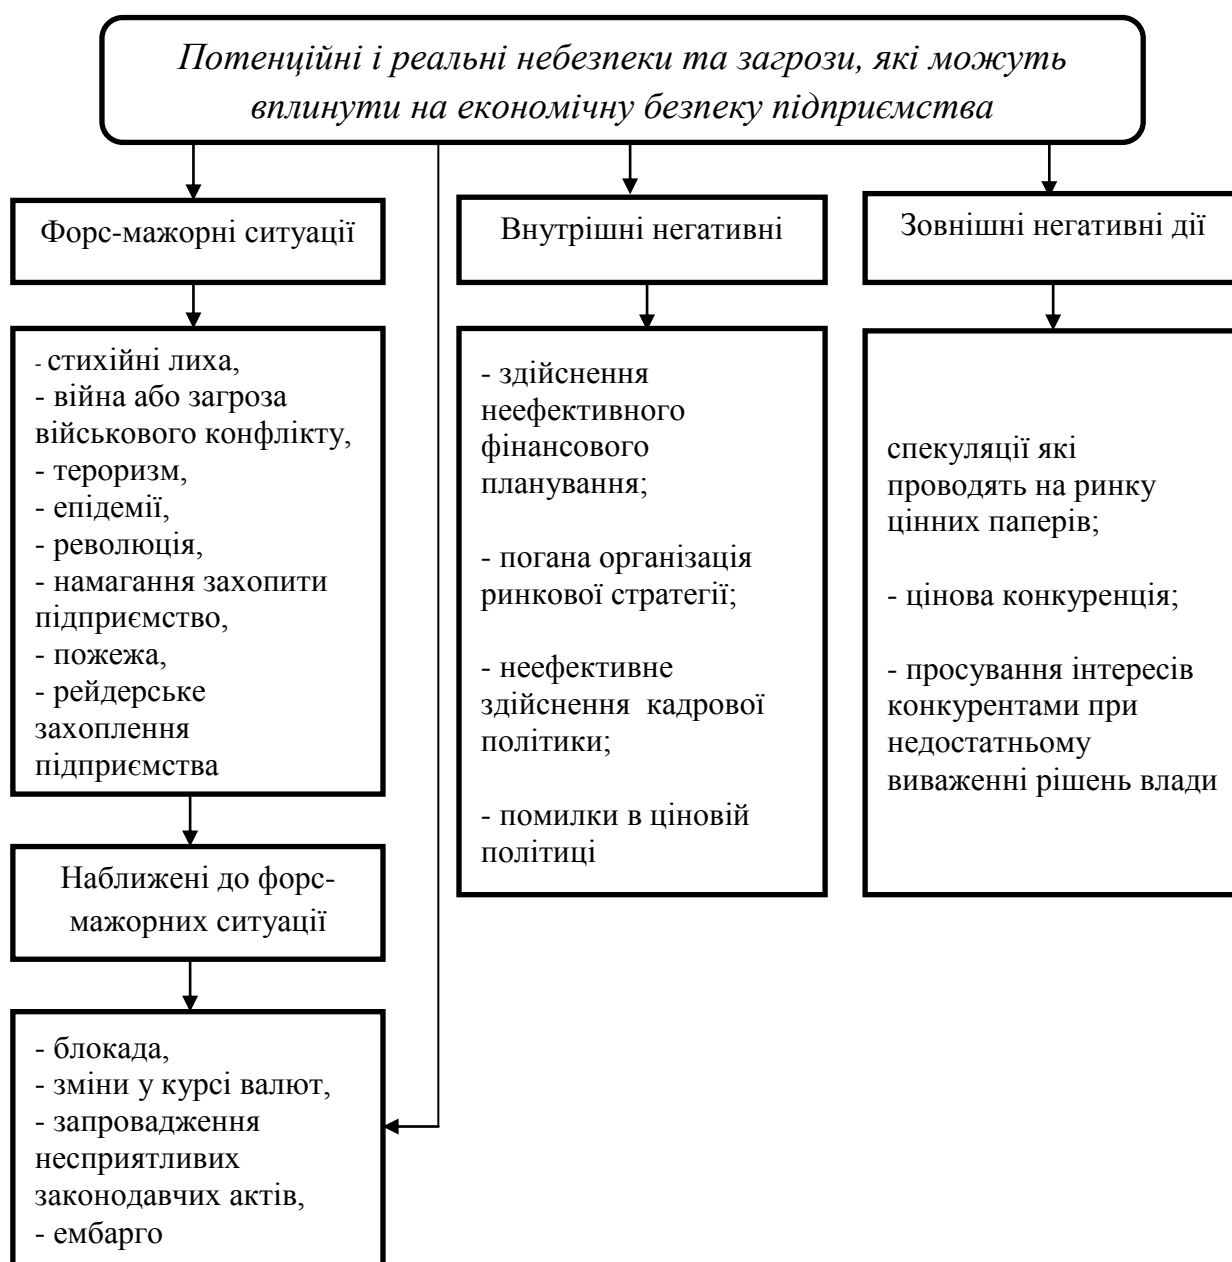 Потенційні і реальні небезпеки та загрози, які можуть
вплинути на економічну безпеку підприємства
Форс-мажорні ситуації
- стихійні лиха,
- війна або загроза
військового конфлікту,
- тероризм,
- епідемії,
- революція,
- намагання захопити
підприємство,
- пожежа,
- рейдерське
захоплення
підприємства
Наближені до форс-
мажорних ситуації
- блокада,
- зміни у курсі валют,
- запровадження
несприятливих
законодавчих актів,
- ембарго
Внутрішні негативні
- здійснення
неефективного
фінансового
планування;
- погана організація
ринкової стратегії;
- неефективне
здійснення кадрової
політики;
- помилки в ціновій
політиці
Зовнішні негативні дії
спекуляції які
проводять на ринку
цінних паперів;
- цінова конкуренція;
- просування інтересів
конкурентами при
недостатньому
виваженні рішень влади